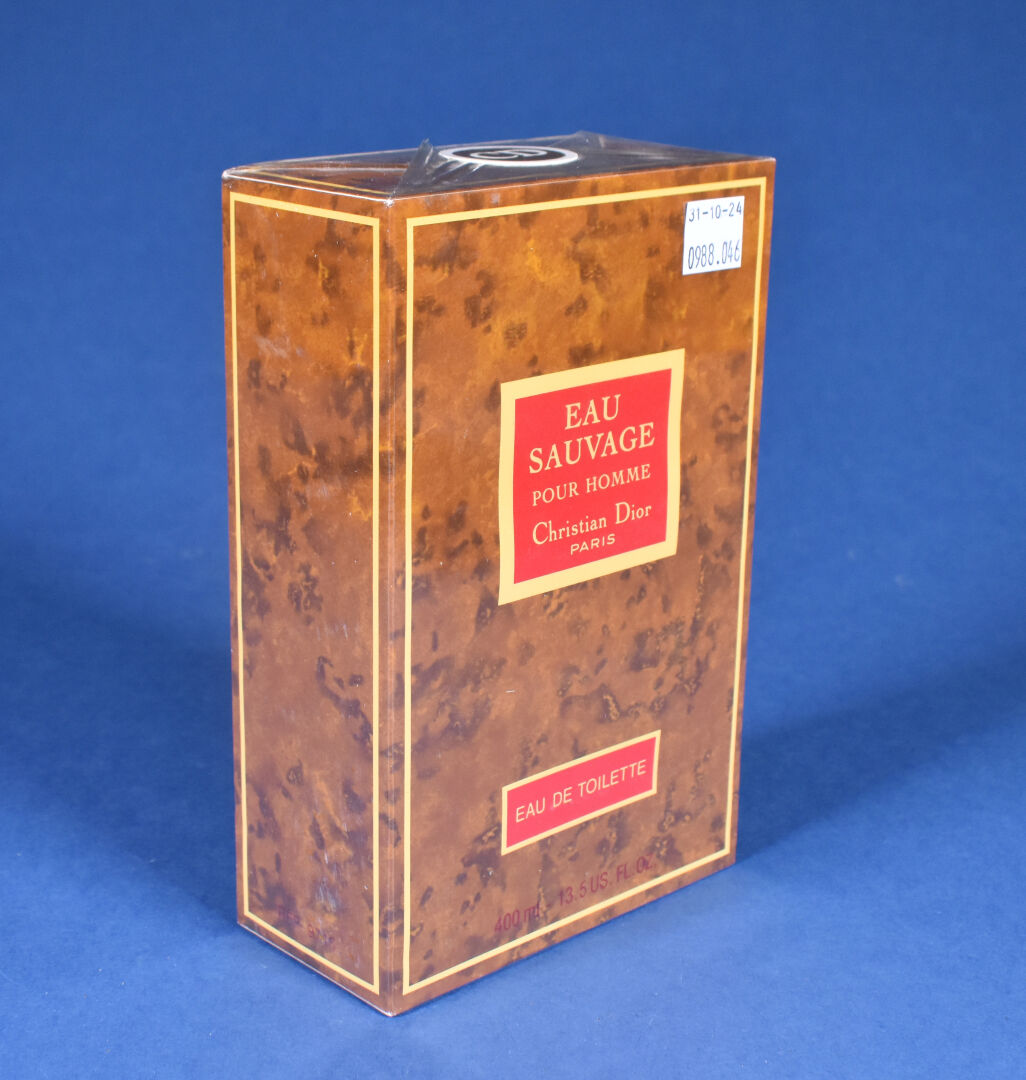 31-10-24
0988.046
EAU
SAUVAGE
POUR HOMME
Christian Dior
PARIS
EAU DE TOILETTE
400 ml - 13.5 US. FL. OZ.